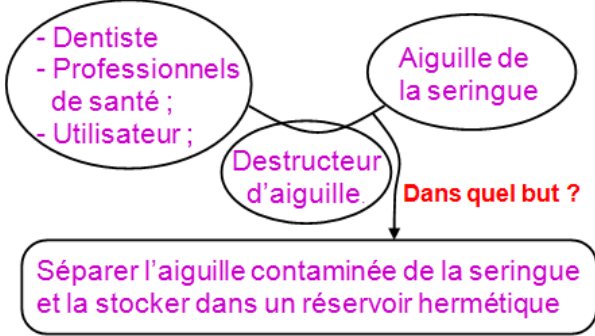 - Dentiste
- Professionnels
de santé ;
- Utilisateur ;
Aiguille de
la seringue
Destructeur
d’aiguille.
Dans quel but ?
Séparer l’aiguille contaminée de la seringue
et la stocker dans un réservoir hermétique